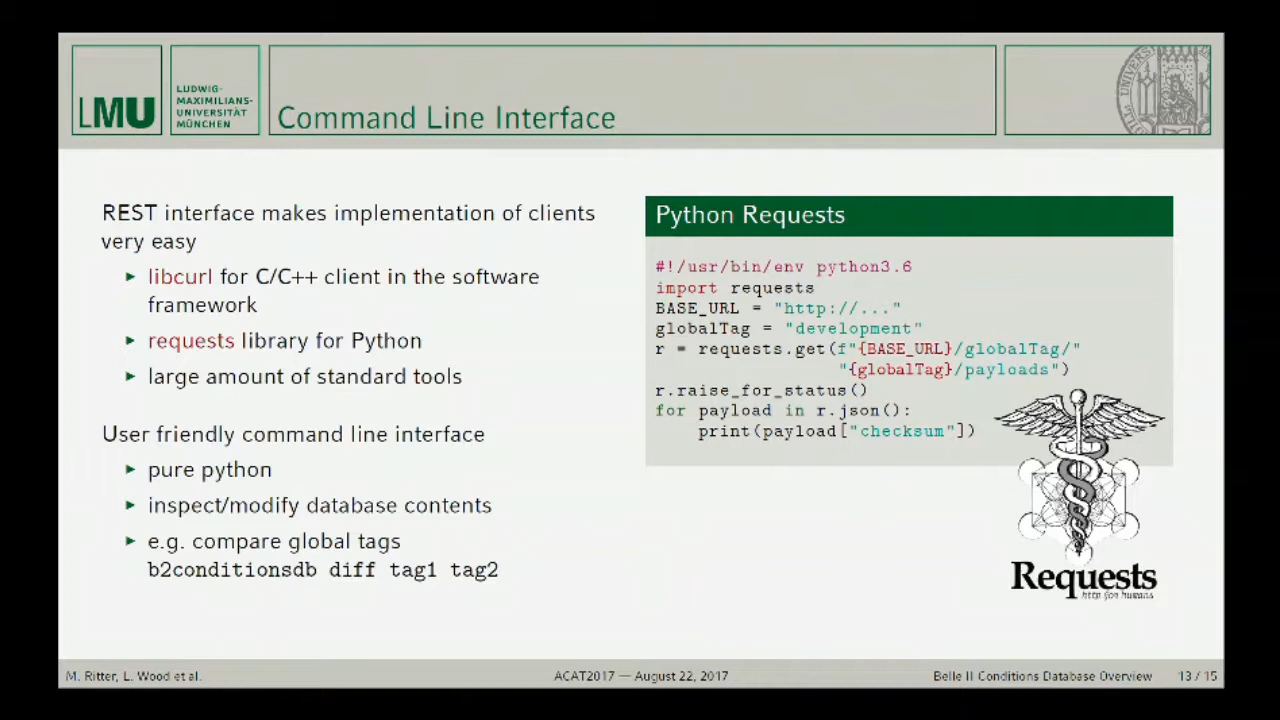 LMU
LUDWIG-
MAXIMILIANS-
UNIVERSITÄT
MÜNCHEN
Command Line Interface
REST interface makes implementation of clients
very easy
libcurl for C/C++ client in the software
framework
requests library for Python
large amount of standard tools
User friendly command line interface
pure python
inspect/modify database contents
e.g. compare global tags
b2conditionsdb diff tag1 tag2
Python Requests
#!/usr/bin/env python3.6
import requests
BASE_URL = "http://..."
globalTag = "development"
r = requests.get(f"{BASE_URL}/globalTag/"
"{globalTag}/payloads")
r.raise_for_status()
for payload in r.json():
print(payload["checksum"])
Requests
http for humans
M. Ritter, L. Wood et al.
ACAT2017 — August 22, 2017
Belle II Conditions Database Overview
13 / 15